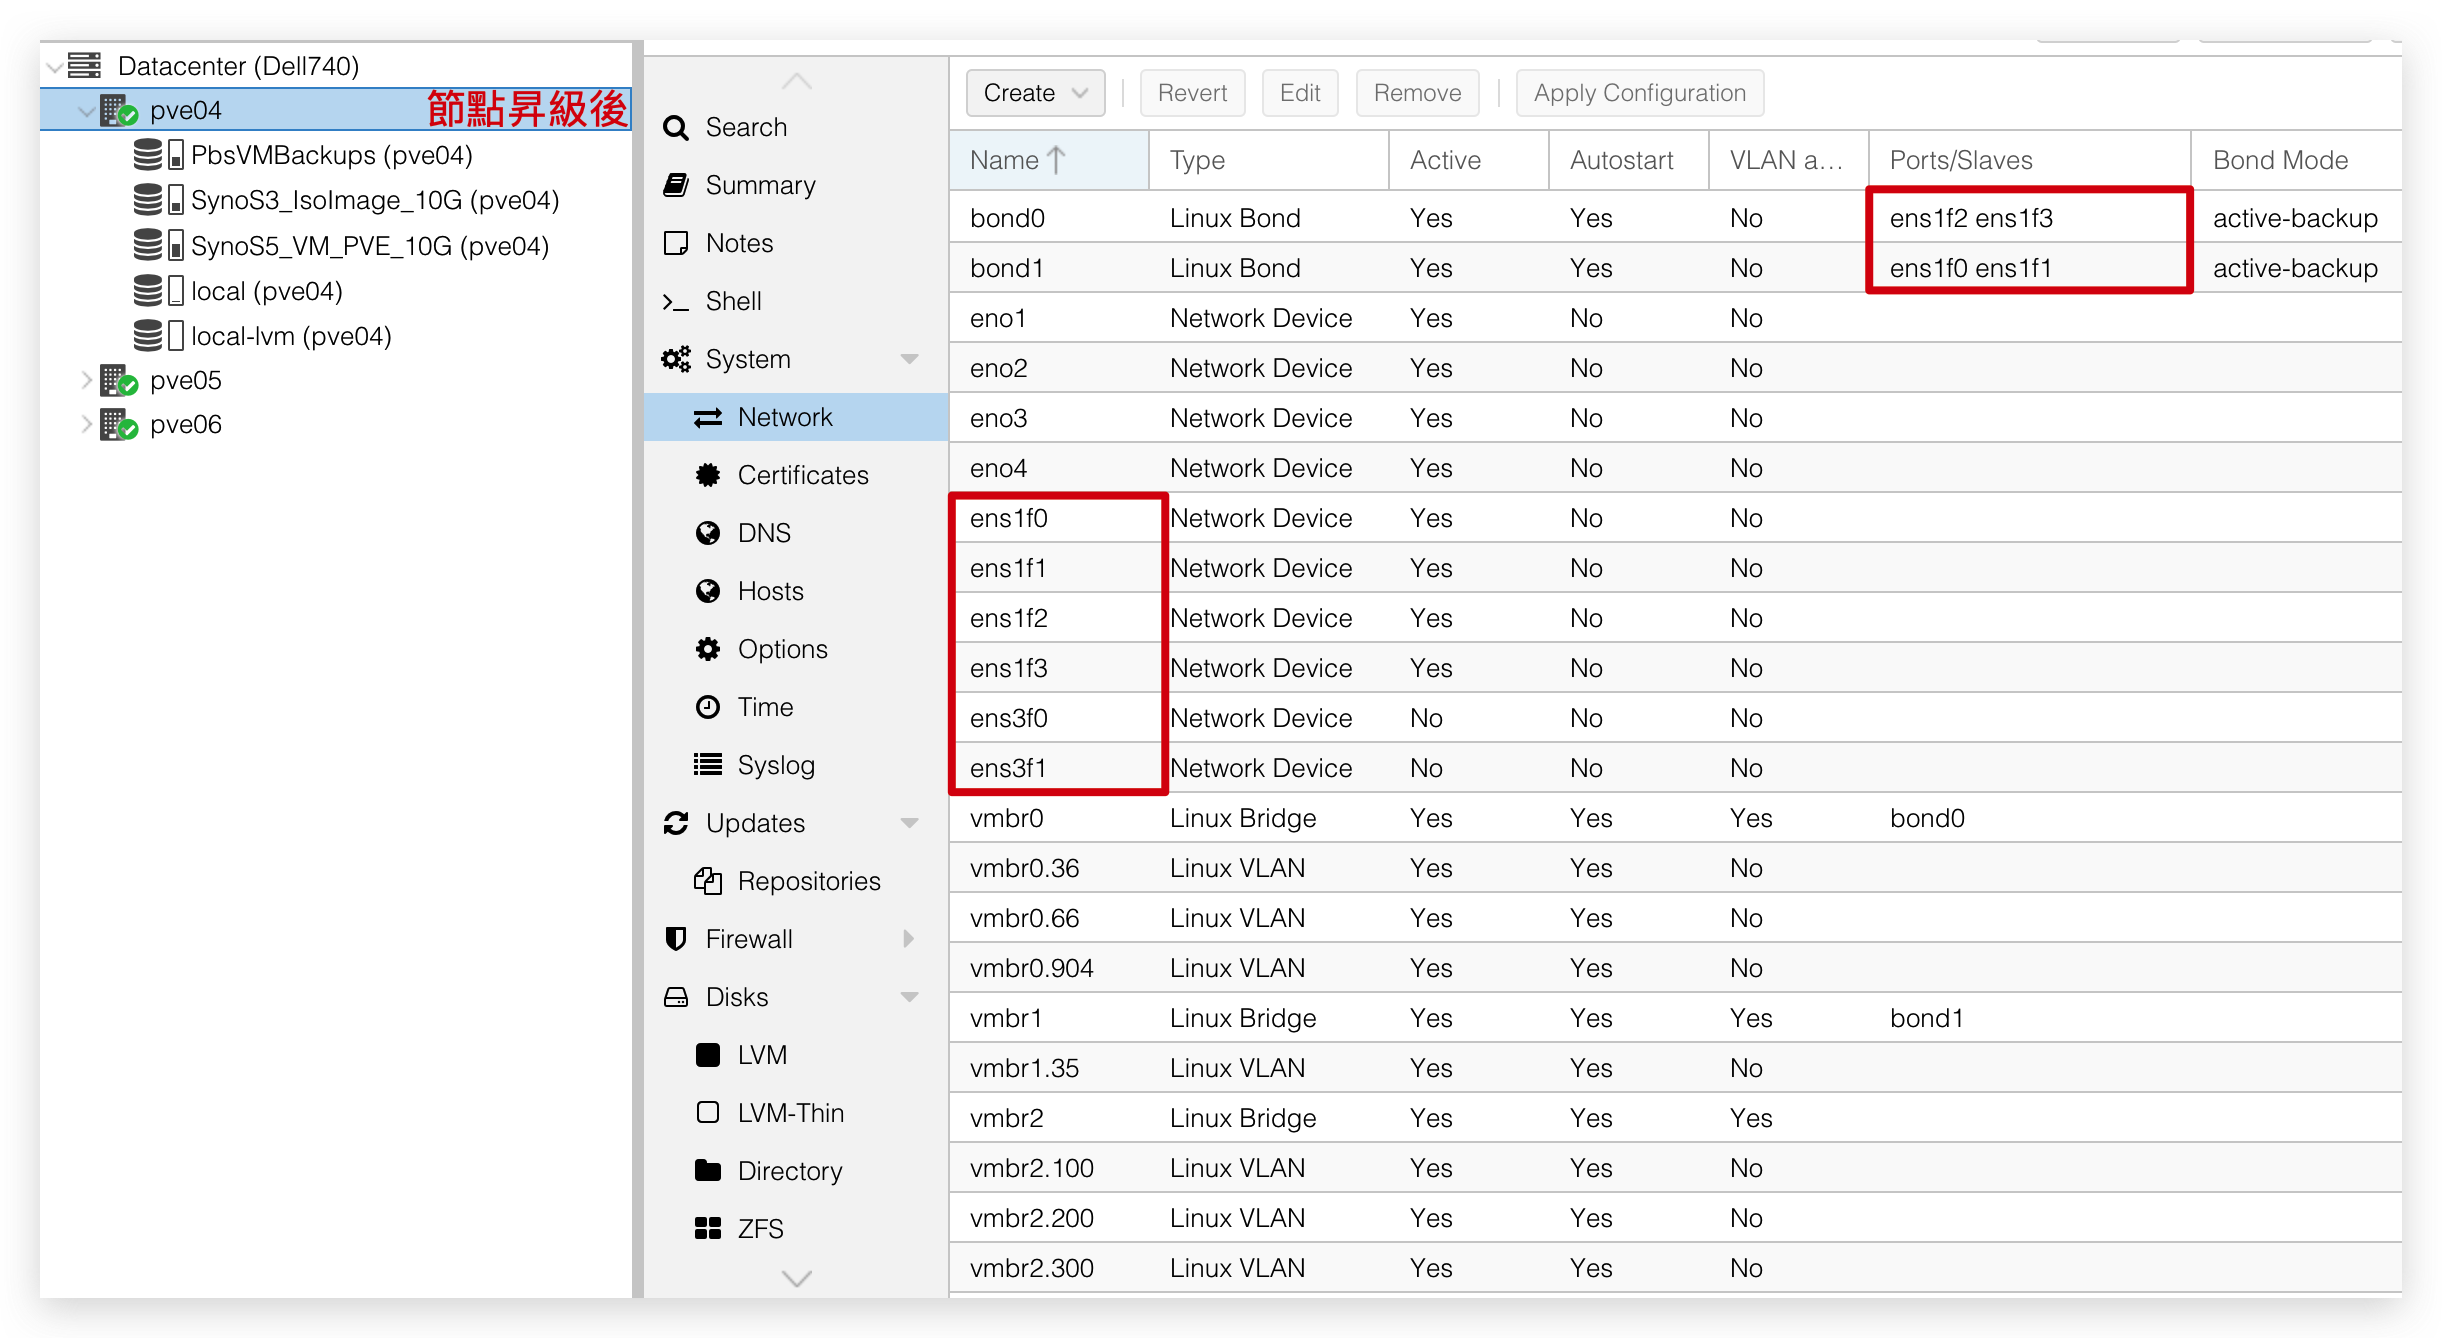 Datacenter (Dell740)
pve04 節點昇級後
PbsVMBackups (pve04)
SynoS3_IsoImage_10G (pve04)
SynoS5_VM_PVE_10G (pve04)
local (pve04)
local-lvm (pve04)
pve05
pve06
Search
Summary
Notes
Shell
System
Network
Certificates
DNS
Hosts
Options
Time
Syslog
Updates
Repositories
Firewall
Disks
LVM
LVM-Thin
Directory
ZFS
Create Revert Edit Remove Apply Configuration
Name Type Active Autostart VLAN a… Ports/Slaves Bond Mode
bond0 Linux Bond Yes Yes No ens1f2 ens1f3 active-backup
bond1 Linux Bond Yes Yes No ens1f0 ens1f1 active-backup
eno1 Network Device Yes No No
eno2 Network Device Yes No No
eno3 Network Device Yes No No
eno4 Network Device Yes No No
ens1f0 Network Device Yes No No
ens1f1 Network Device Yes No No
ens1f2 Network Device Yes No No
ens1f3 Network Device Yes No No
ens3f0 Network Device No No No
ens3f1 Network Device No No No
vmbr0 Linux Bridge Yes Yes Yes bond0
vmbr0.36 Linux VLAN Yes Yes No
vmbr0.66 Linux VLAN Yes Yes No
vmbr0.904 Linux VLAN Yes Yes No
vmbr1 Linux Bridge Yes Yes Yes bond1
vmbr1.35 Linux VLAN Yes Yes No
vmbr2 Linux Bridge Yes Yes Yes
vmbr2.100 Linux VLAN Yes Yes No
vmbr2.200 Linux VLAN Yes Yes No
vmbr2.300 Linux VLAN Yes Yes No